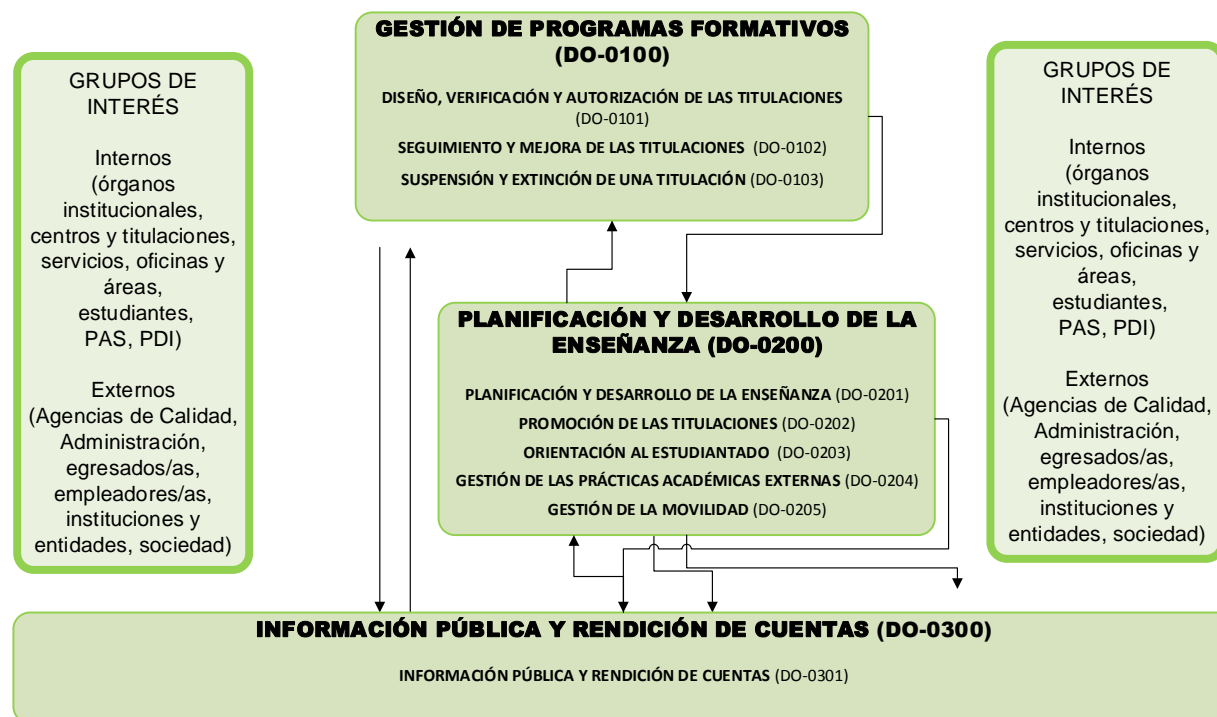 GESTIÓN DE PROGRAMAS FORMATIVOS
(DO-0100)
DISEÑO, VERIFICACIÓN Y AUTORIZACIÓN DE LAS TITULACIONES
(DO-0101)
SEGUIMIENTO Y MEJORA DE LAS TITULACIONES (DO-0102)
SUSPENSIÓN Y EXTINCIÓN DE UNA TITULACIÓN (DO-0103)
GRUPOS DE
INTERÉS
Internos
(órganos
institucionales,
centros y titulaciones,
servicios, oficinas y
áreas,
estudiantes,
PAS, PDI)
Externos
(Agencias de Calidad,
Administración,
egresados/as,
empleadores/as,
instituciones y
entidades, sociedad)
PLANIFICACIÓN Y DESARROLLO DE LA
ENSEÑANZA (DO-0200)
PLANIFICACIÓN Y DESARROLLO DE LA ENSEÑANZA (DO-0201)
PROMOCIÓN DE LAS TITULACIONES (DO-0202)
ORIENTACIÓN AL ESTUDIANTADO (DO-0203)
GESTIÓN DE LAS PRÁCTICAS ACADÉMICAS EXTERNAS (DO-0204)
GESTIÓN DE LA MOVILIDAD (DO-0205)
GRUPOS DE
INTERÉS
Internos
(órganos
institucionales,
centros y titulaciones,
servicios, oficinas y
áreas,
estudiantes,
PAS, PDI)
Externos
(Agencias de Calidad,
Administración,
egresados/as,
empleadores/as,
instituciones y
entidades, sociedad)
INFORMACIÓN PÚBLICA Y RENDICIÓN DE CUENTAS (DO-0300)
INFORMACIÓN PÚBLICA Y RENDICIÓN DE CUENTAS (DO-0301)